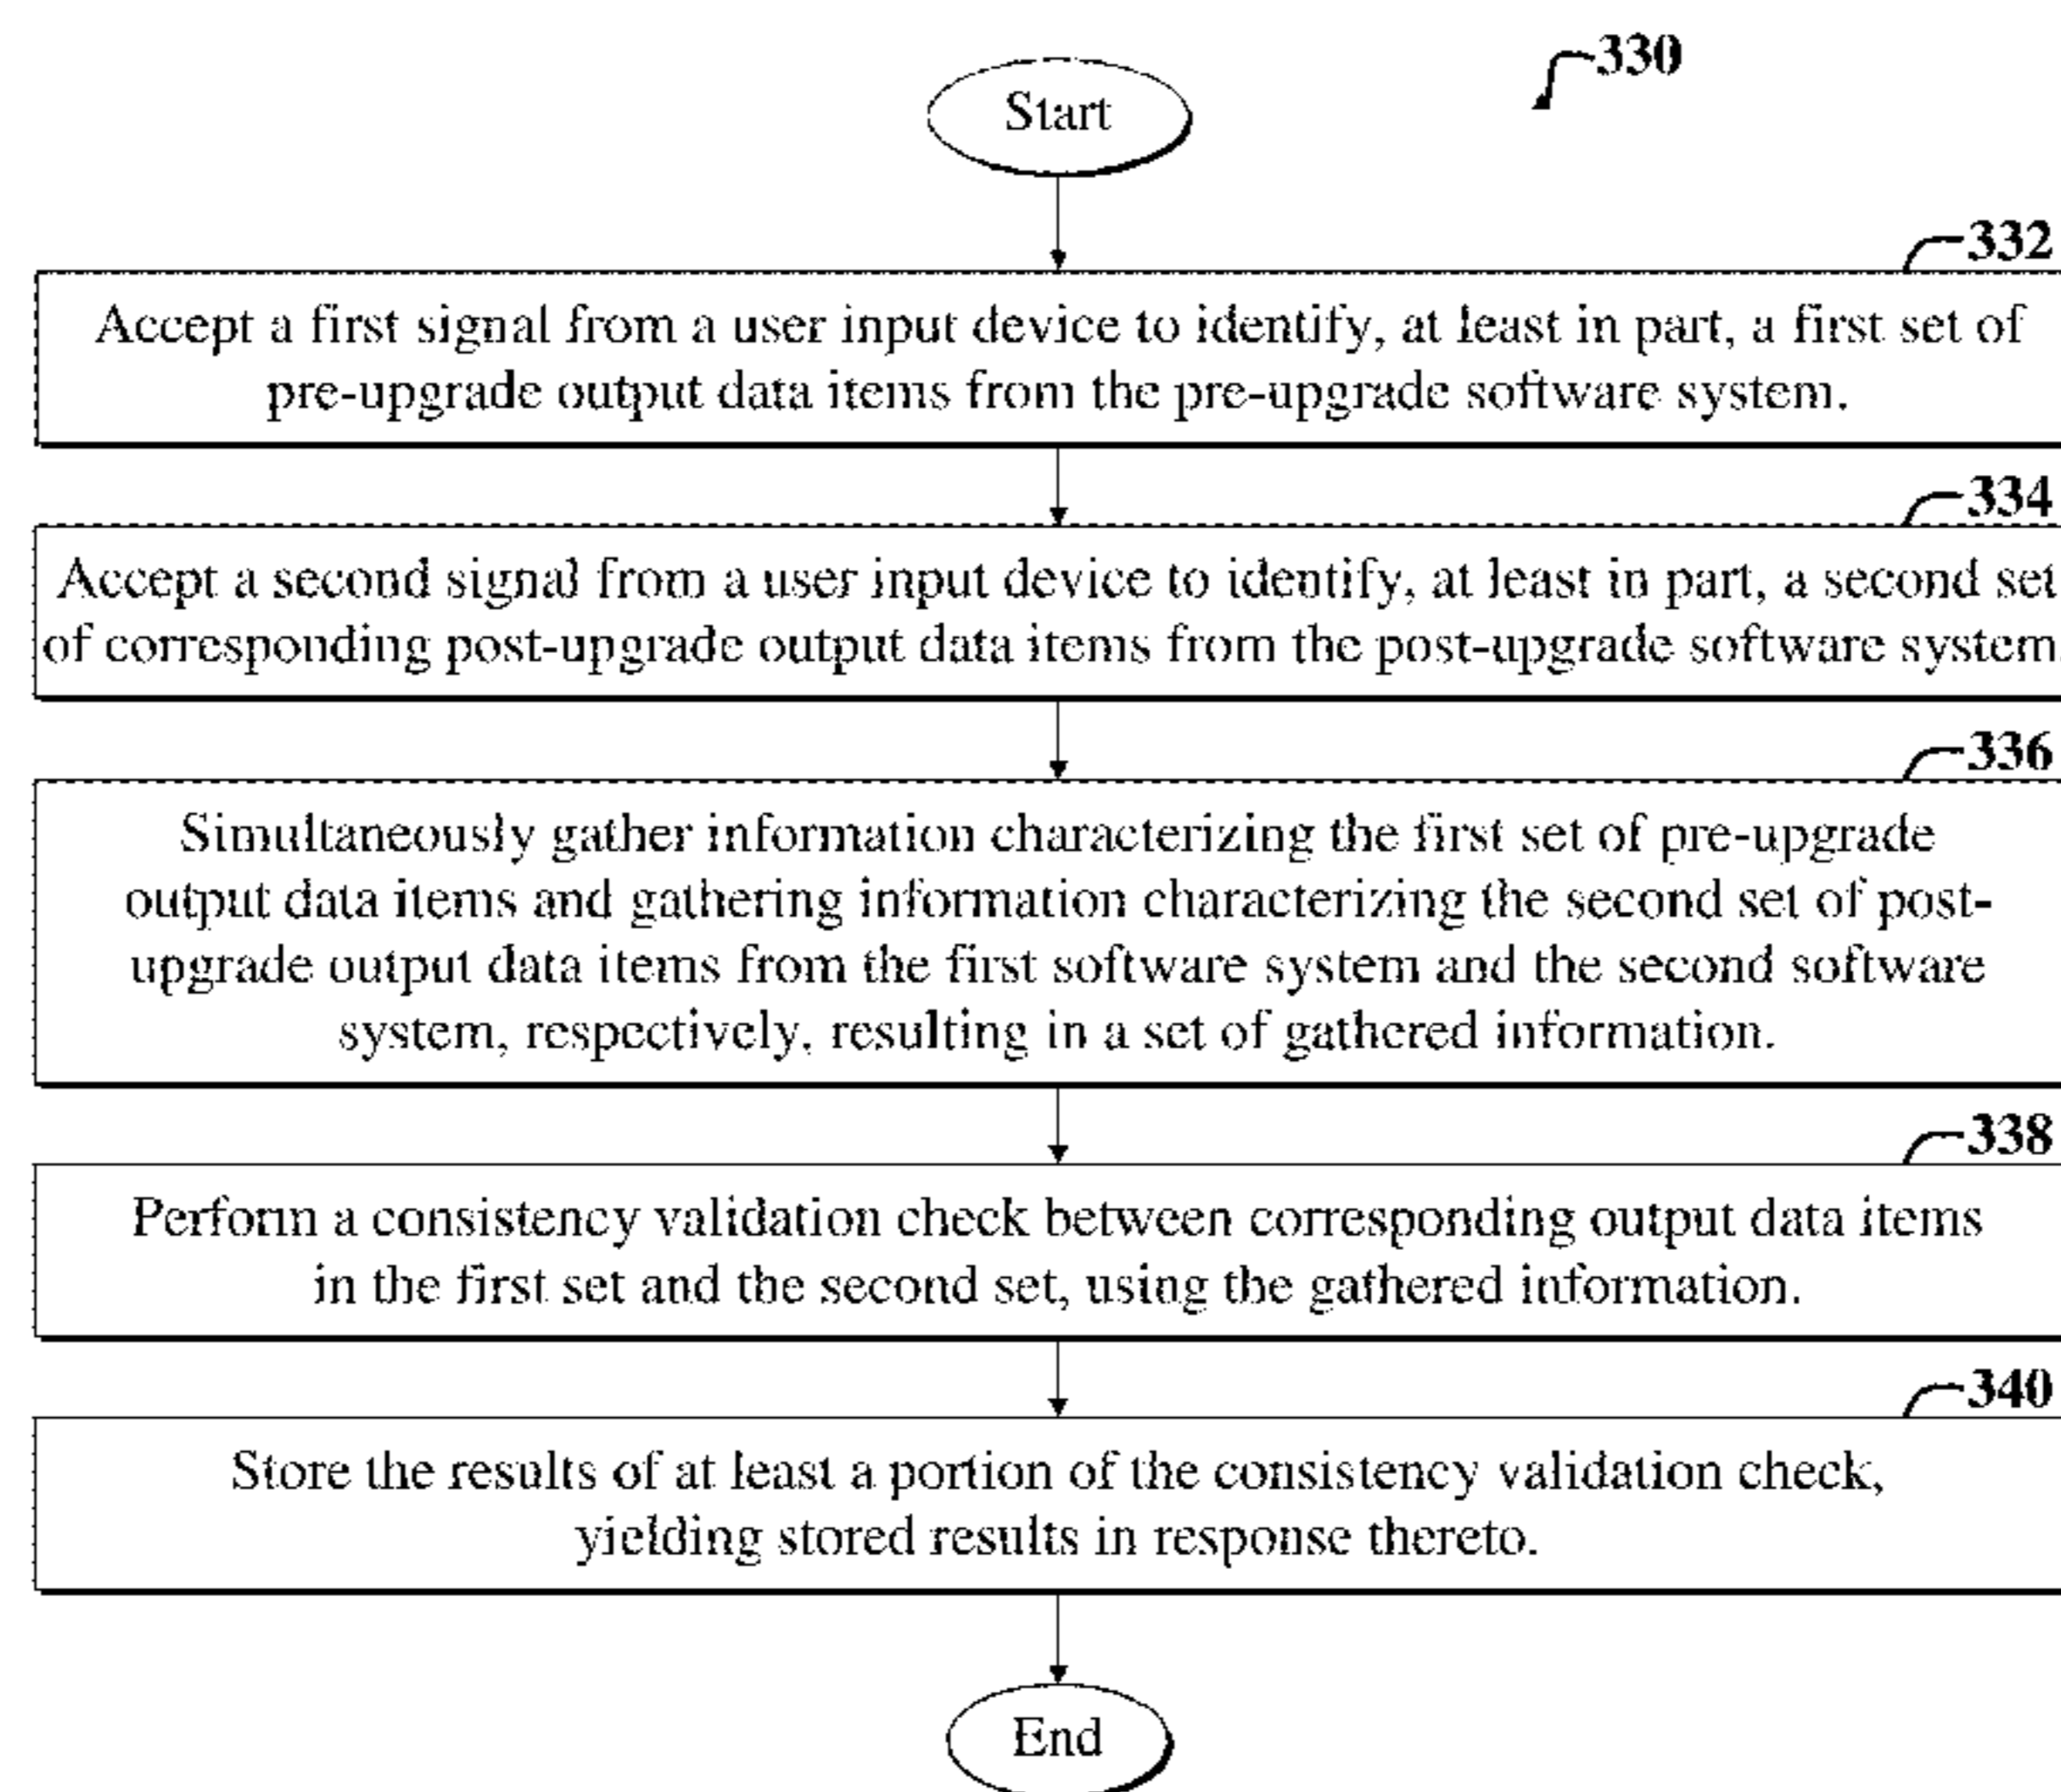 330
Start
332
Accept a first signal from a user input device to identify, at least in part, a first set of
pre-upgrade output data items from the pre-upgrade software system.
334
Accept a second signal from a user input device to identify, at least in part, a second set
of corresponding post-upgrade output data items from the post-upgrade software system.
336
Simultaneously gather information characterizing the first set of pre-upgrade
output data items and gathering information characterizing the second set of post-
upgrade output data items from the first software system and the second software
system, respectively, resulting in a set of gathered information.
338
Perform a consistency validation check between corresponding output data items
in the first set and the second set, using the gathered information.
340
Store the results of at least a portion of the consistency validation check,
yielding stored results in response thereto.
End